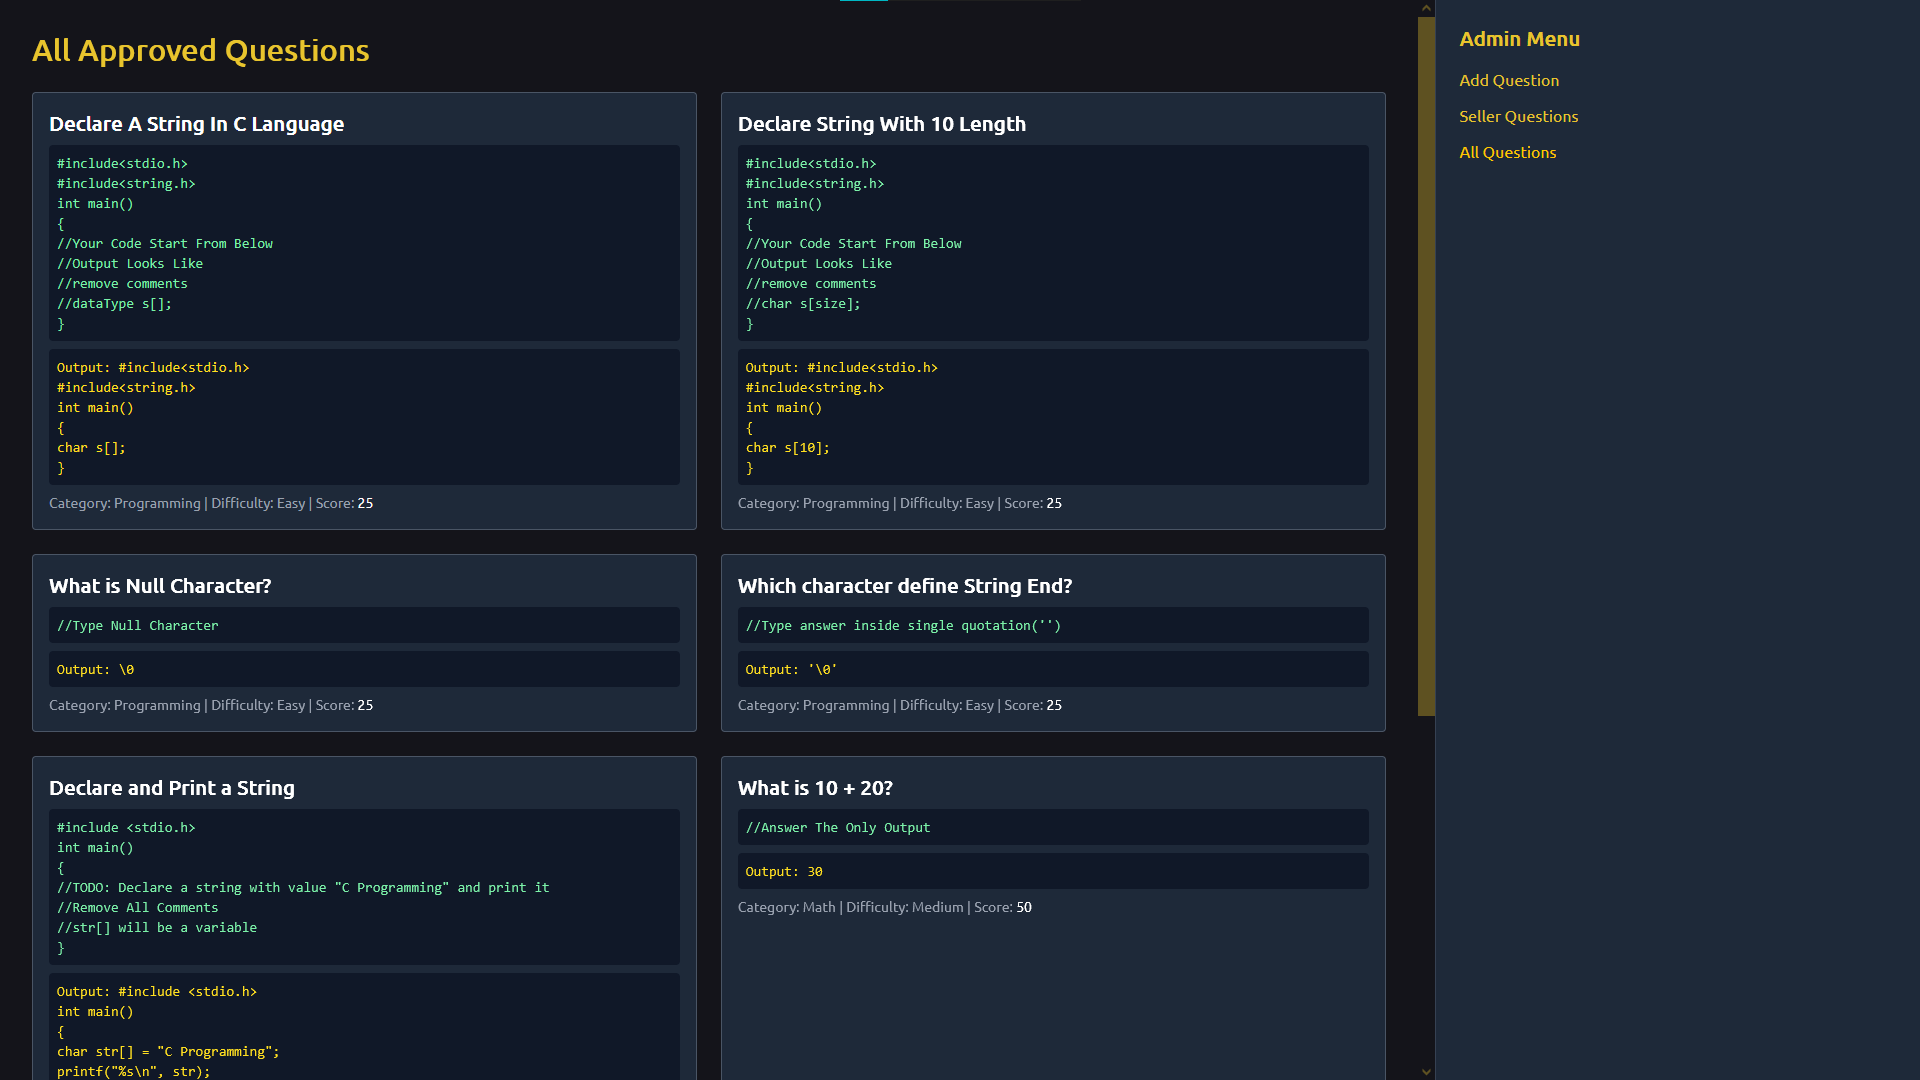 All Approved Questions
Declare A String In C Language
#include<stdio.h>
#include<string.h>
int main()
{
//Your Code Start From Below
//Output Looks Like
//remove comments
//dataType s[];
}
Output: #include<stdio.h>
#include<string.h>
int main()
{
char s[];
}
Category: Programming | Difficulty: Easy | Score: 25
Declare String With 10 Length
#include<stdio.h>
#include<string.h>
int main()
{
//Your Code Start From Below
//Output Looks Like
//remove comments
//char s[size];
}
Output: #include<stdio.h>
#include<string.h>
int main()
{
char s[10];
}
Category: Programming | Difficulty: Easy | Score: 25
What is Null Character?
//Type Null Character
Output: \0
Category: Programming | Difficulty: Easy | Score: 25
Which character define String End?
//Type answer inside single quotation('')
Output: '\0'
Category: Programming | Difficulty: Easy | Score: 25
Declare and Print a String
#include <stdio.h>
int main()
{
//TODO: Declare a string with value "C Programming" and print it
//Remove All Comments
//str[] will be a variable
}
Output: #include <stdio.h>
int main()
{
char str[] = "C Programming";
printf("%s\n", str);
What is 10 + 20?
//Answer The Only Output
Output: 30
Category: Math | Difficulty: Medium | Score: 50
Admin Menu
Add Question
Seller Questions
All Questions